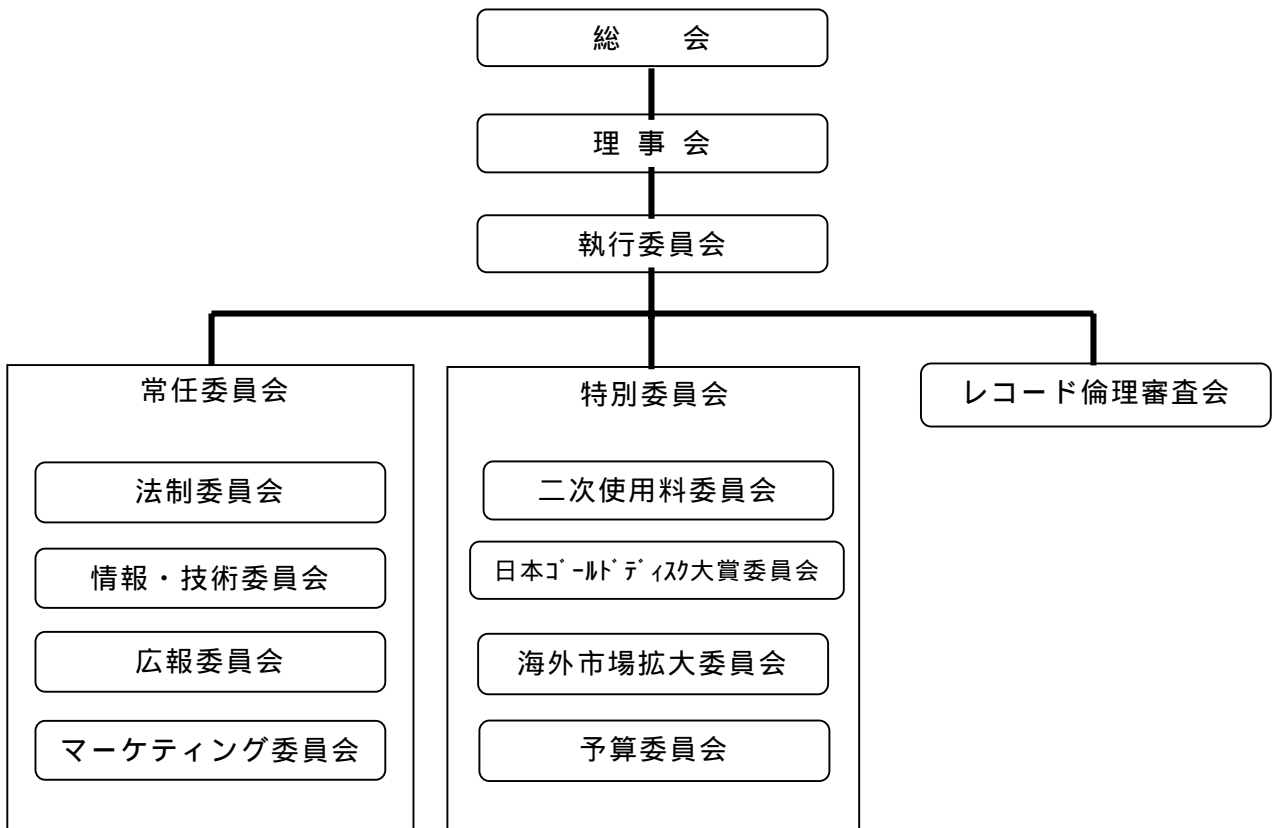 総　　会
理 事 会
執行委員会
常任委員会
法制委員会
情報・技術委員会
広報委員会
マーケティング委員会
特別委員会
二次使用料委員会
日本ｺﾞｰﾙﾄﾞﾃﾞｨｽｸ大賞委員会
海外市場拡大委員会
予算委員会
レコード倫理審査会